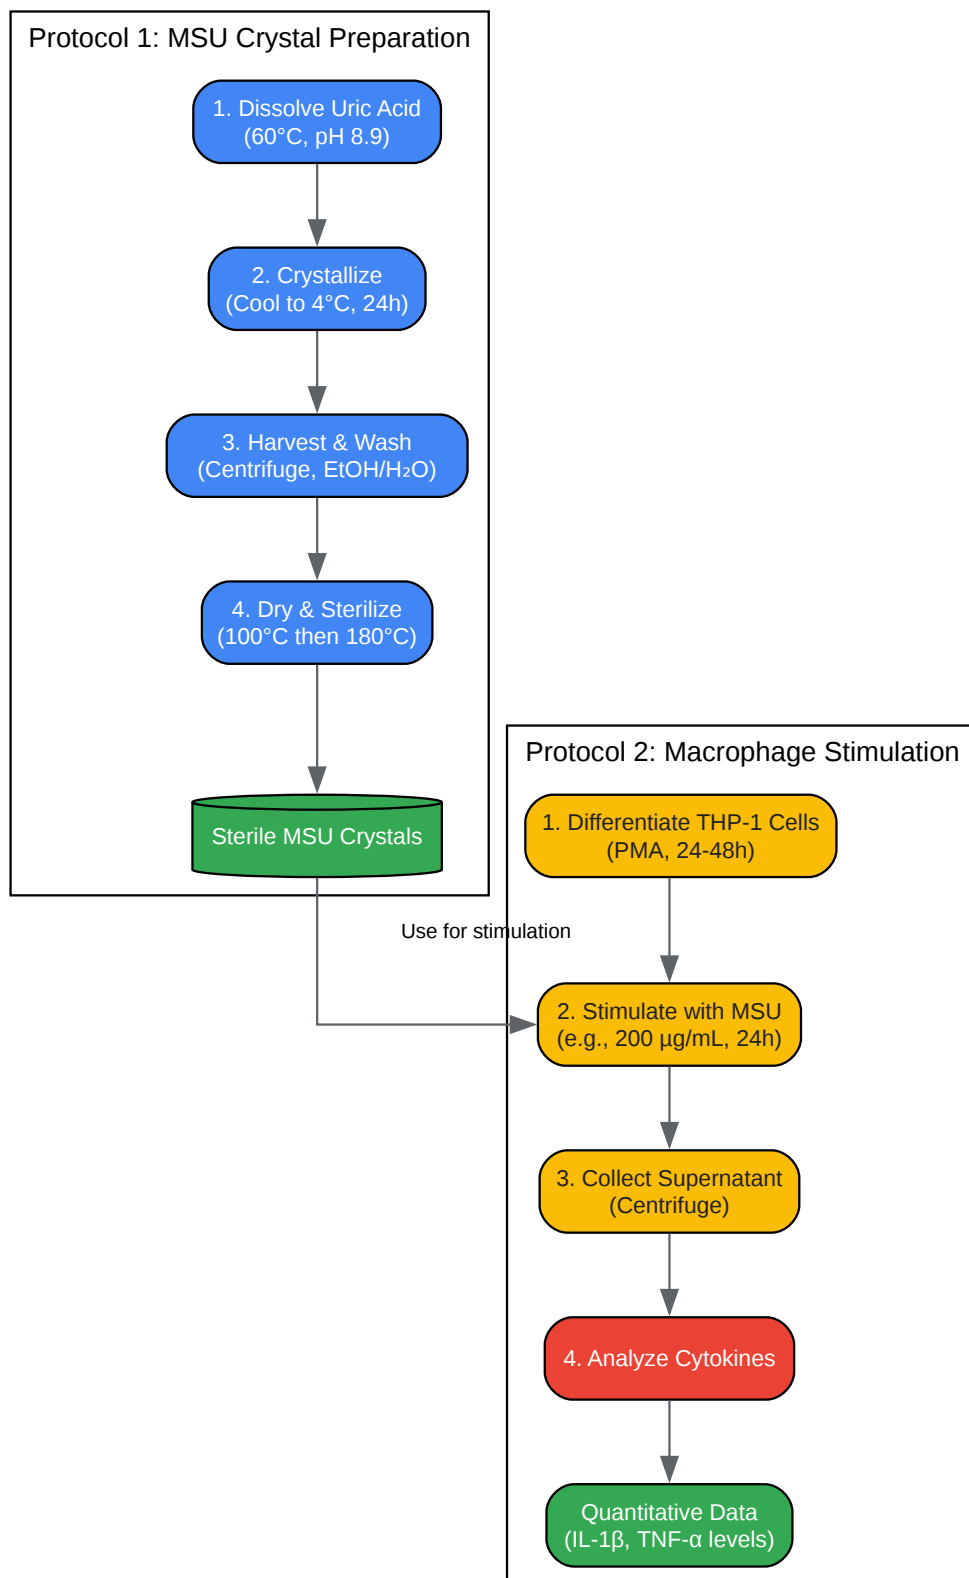 Protocol 1: MSU Crystal Preparation
1. Dissolve Uric Acid
(60°C, pH 8.9)
2. Crystallize
(Cool to 4°C, 24h)
3. Harvest & Wash
(Centrifuge, EtOH/H₂O)
4. Dry & Sterilize
(100°C then 180°C)
Sterile MSU Crystals
Use for stimulation
Protocol 2: Macrophage Stimulation
1. Differentiate THP-1 Cells
(PMA, 24-48h)
2. Stimulate with MSU
(e.g., 200 µg/mL, 24h)
3. Collect Supernatant
(Centrifuge)
4. Analyze Cytokines
Quantitative Data
(IL-1β, TNF-α levels)